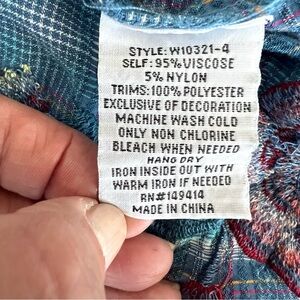 STYLE: W10321-4
SELF: 95% VISCOSE
5% NYLON
TRIMS: 100% POLYESTER
EXCLUSIVE OF DECORATION
MACHINE WASH COLD
ONLY NON CHLORINE
BLEACH WHEN NEEDED
HANG DRY
IRON INSIDE OUT WITH
WARM IRON IF NEEDED
RN#149414
MADE IN CHINA